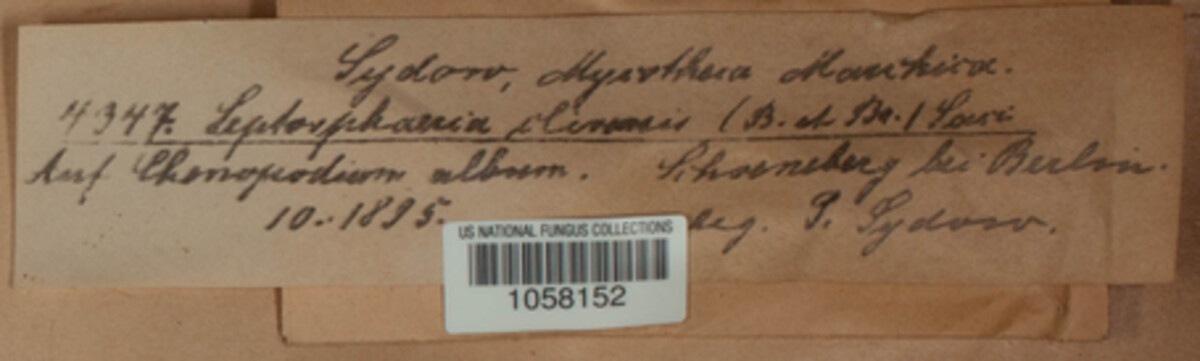 Sydow, Mycotheca Marchica.
4347. Leptosphaeria (B. et Br.) Sacc
Auf Chenopodium album. Schoeneberg bei Berlin.
10. 1895. leg. P. Sydow.
US NATIONAL FUNGUS COLLECTIONS
1058152